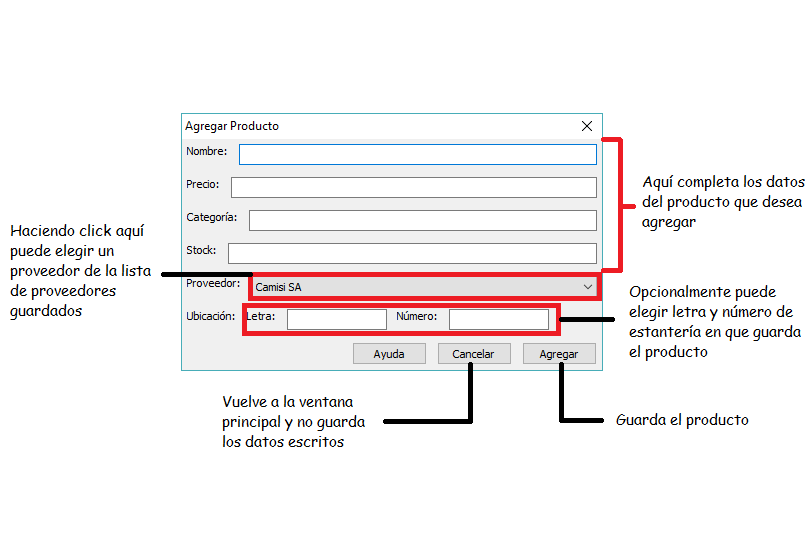 Agregar Producto
Nombre:
Precio:
Categoría:
Stock:
Proveedor:
Camisi SA
Ubicación:
Letra:
Número:
Ayuda
Cancelar
Agregar
Haciendo click aquí
puede elegir un
proveedor de la lista
de proveedores
guardados
Aquí completa los datos
del producto que desea
agregar
Opcionalmente puede
elegir letra y número de
estantería en que guarda
el producto
Vuelve a la ventana
principal y no guarda
los datos escritos
Guarda el producto